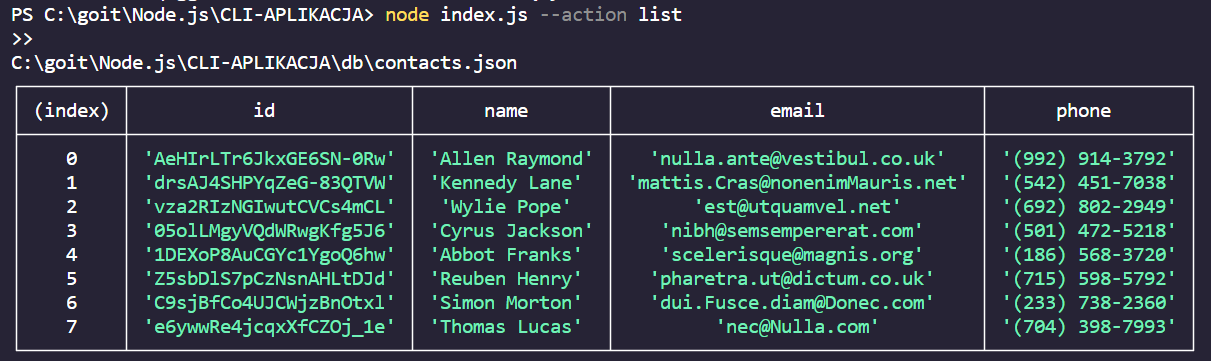 PS C:\goit\Node.js\CLI-APLIKACJA> node index.js --action list
>>
C:\goit\Node.js\CLI-APLIKACJA\db\contacts.json
(index) id name email phone
0 'AeHIrLTr6JkxGE6SN-0Rw' 'Allen Raymond' 'nulla.ante@vestibul.co.uk' '(992) 914-3792'
1 'drsAJ4SHPYqZeG-83QTVW' 'Kennedy Lane' 'mattis.Cras@nonenimMauris.net' '(542) 451-7038'
2 'vza2RIzNGIwutCVCs4mCL' 'Wylie Pope' 'est@utquamvel.net' '(692) 802-2949'
3 '05olLMgyVQdWRwgKfg5J6' 'Cyrus Jackson' 'nibh@semsempererat.com' '(501) 472-5218'
4 '1DEXoP8AuCGYc1YgoQ6hw' 'Abbot Franks' 'scelerisque@magnis.org' '(186) 568-3720'
5 'Z5sbDlS7pCzNsnAHLtDJd' 'Reuben Henry' 'pharetra.ut@dictum.co.uk' '(715) 598-5792'
6 'C9sjBfCo4UJCWjzBnOtxl' 'Simon Morton' 'dui.Fusce.diam@Donec.com' '(233) 738-2360'
7 'e6ywwRe4jcqxXfCZOj_1e' 'Thomas Lucas' 'nec@Nulla.com' '(704) 398-7993'